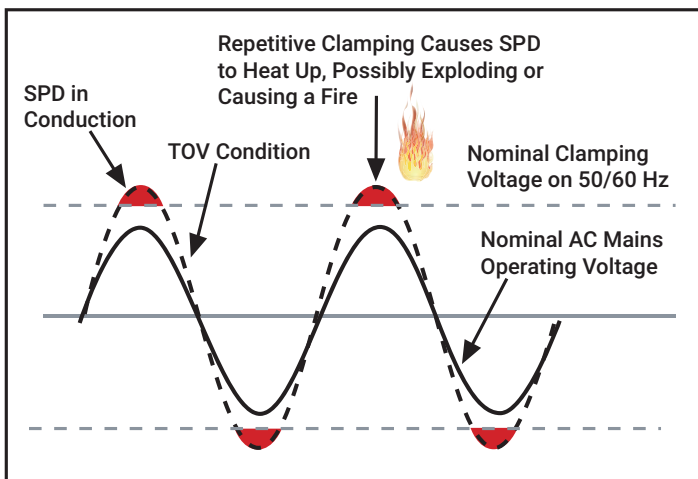 Repetitive Clamping Causes SPD
to Heat Up, Possibly Exploding or
Causing a Fire
SPD in
Conduction
TOV Condition
Nominal Clamping
Voltage on 50/60 Hz
Nominal AC Mains
Operating Voltage